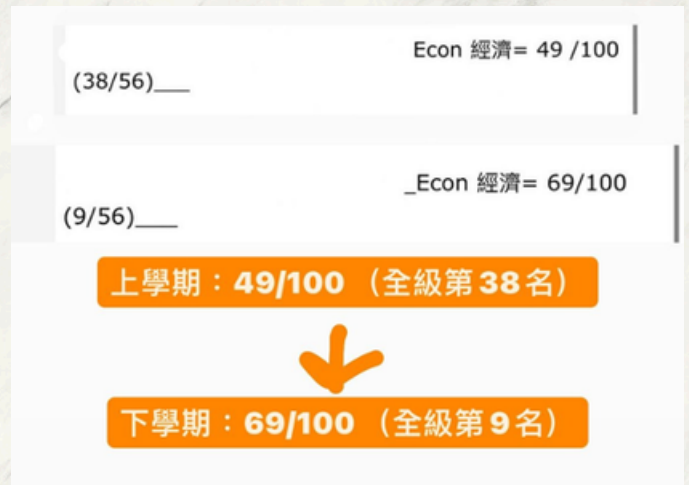 Econ 經濟= 49 /100
(38/56)___
_Econ 經濟= 69/100
(9/56)____
上學期：49/100 （全級第38名）
下學期：69/100 （全級第9名）